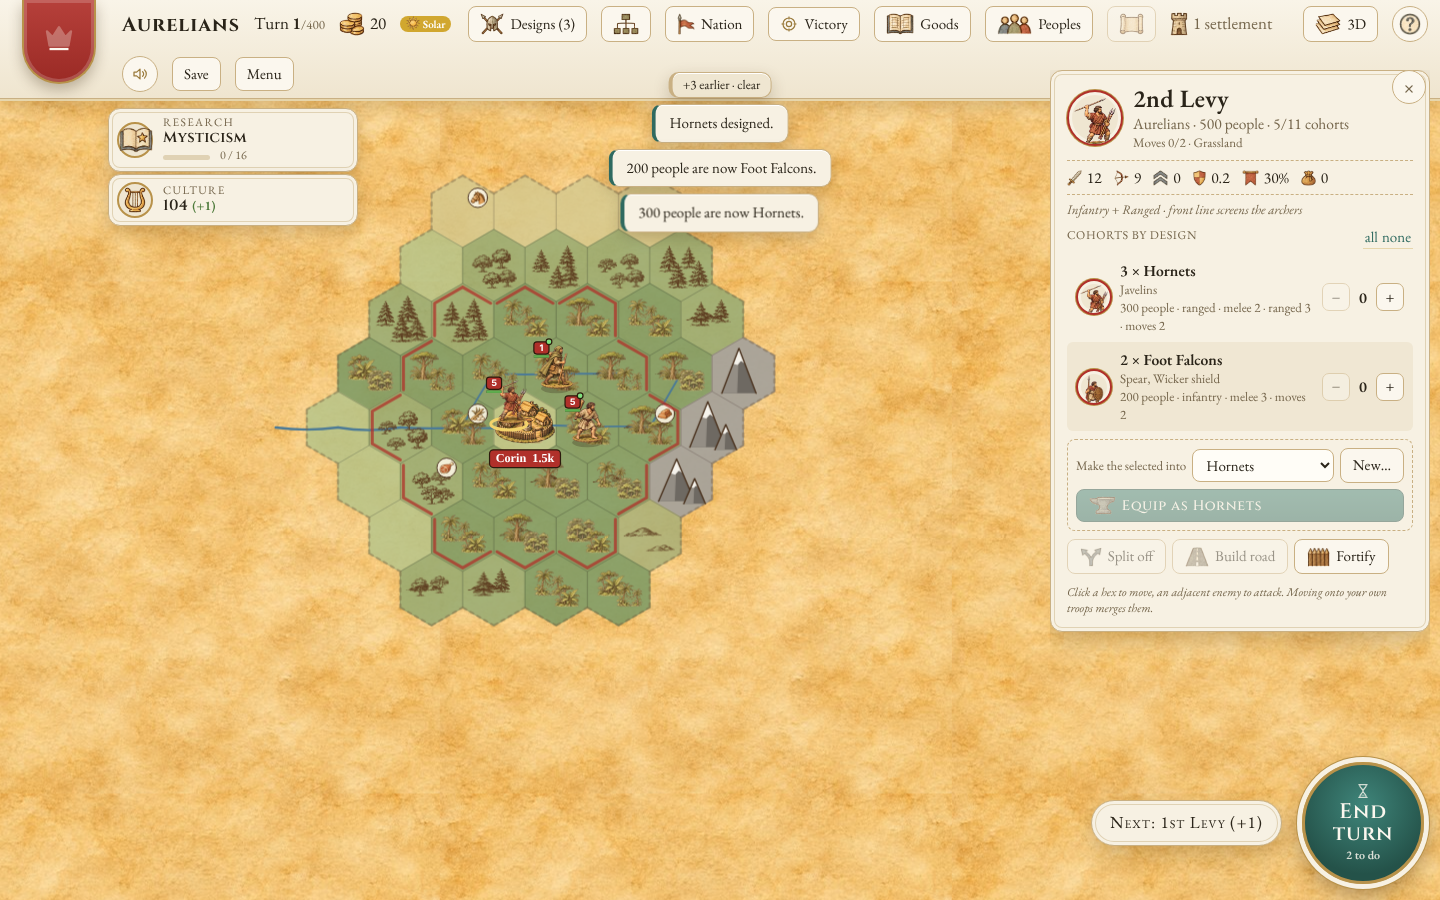 AURELIANS
Turn 1/400
20
Solar
Designs (3)
Nation
Victory
Goods
Peoples
1 settlement
3D
?
Save
Menu
RESEARCH
MYSTICISM
0 / 16
CULTURE
104 (+1)
+3 earlier · clear
Hornets designed.
200 people are now Foot Falcons.
300 people are now Hornets.
1
5
5
Corin 1.5k
×
2nd Levy
Aurelians · 500 people · 5/11 cohorts
Moves 0/2 · Grassland
12 9 0 0.2 30% 0
Infantry + Ranged · front line screens the archers
COHORTS BY DESIGN
all none
3 × Hornets
Javelins
300 people · ranged · melee 2 · ranged 3
· moves 2
− 0 +
2 × Foot Falcons
Spear, Wicker shield
200 people · infantry · melee 3 · moves
2
− 0 +
Make the selected into Hornets New...
EQUIP AS HORNETS
Split off Build road Fortify
Click a hex to move, an adjacent enemy to attack. Moving onto your own
troops merges them.
NEXT: 1ST LEVY (+1)
END
TURN
2 to do